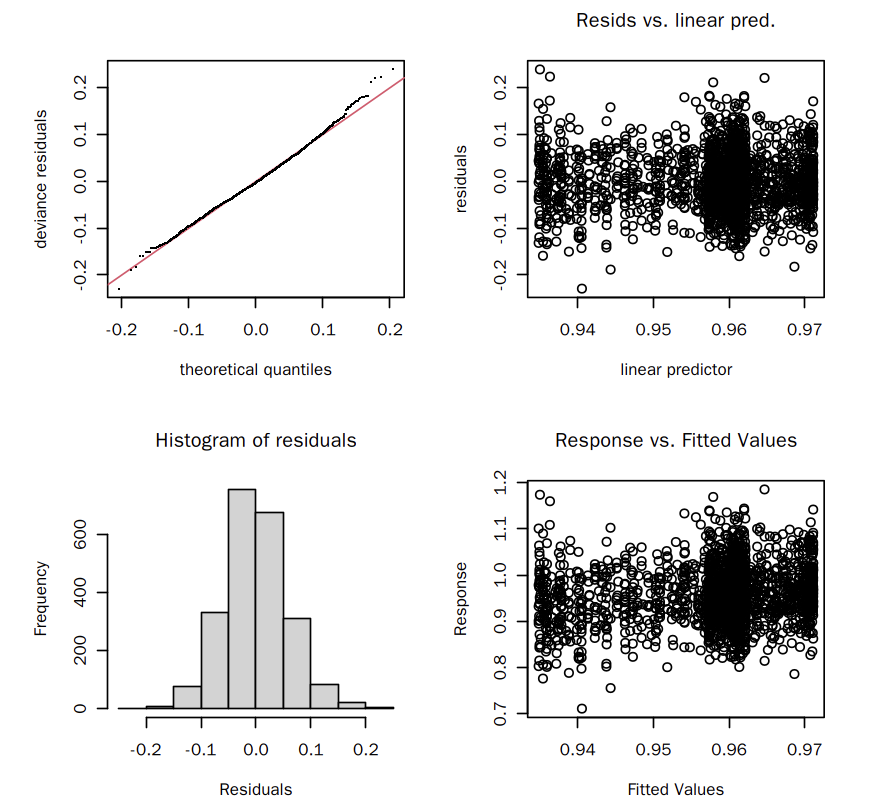 deviance residuals
0.2
0.1
0.0
-0.1
-0.2
-0.2 -0.1 0.0 0.1 0.2
theoretical quantiles
Resids vs. linear pred.
residuals
0.2
0.1
0.0
-0.1
-0.2
0.94 0.95 0.96 0.97
linear predictor
Histogram of residuals
Frequency
600
400
200
0
-0.2 -0.1 0.0 0.1 0.2
Residuals
Response vs. Fitted Values
Response
1.2
1.1
1.0
0.9
0.8
0.7
0.94 0.95 0.96 0.97
Fitted Values